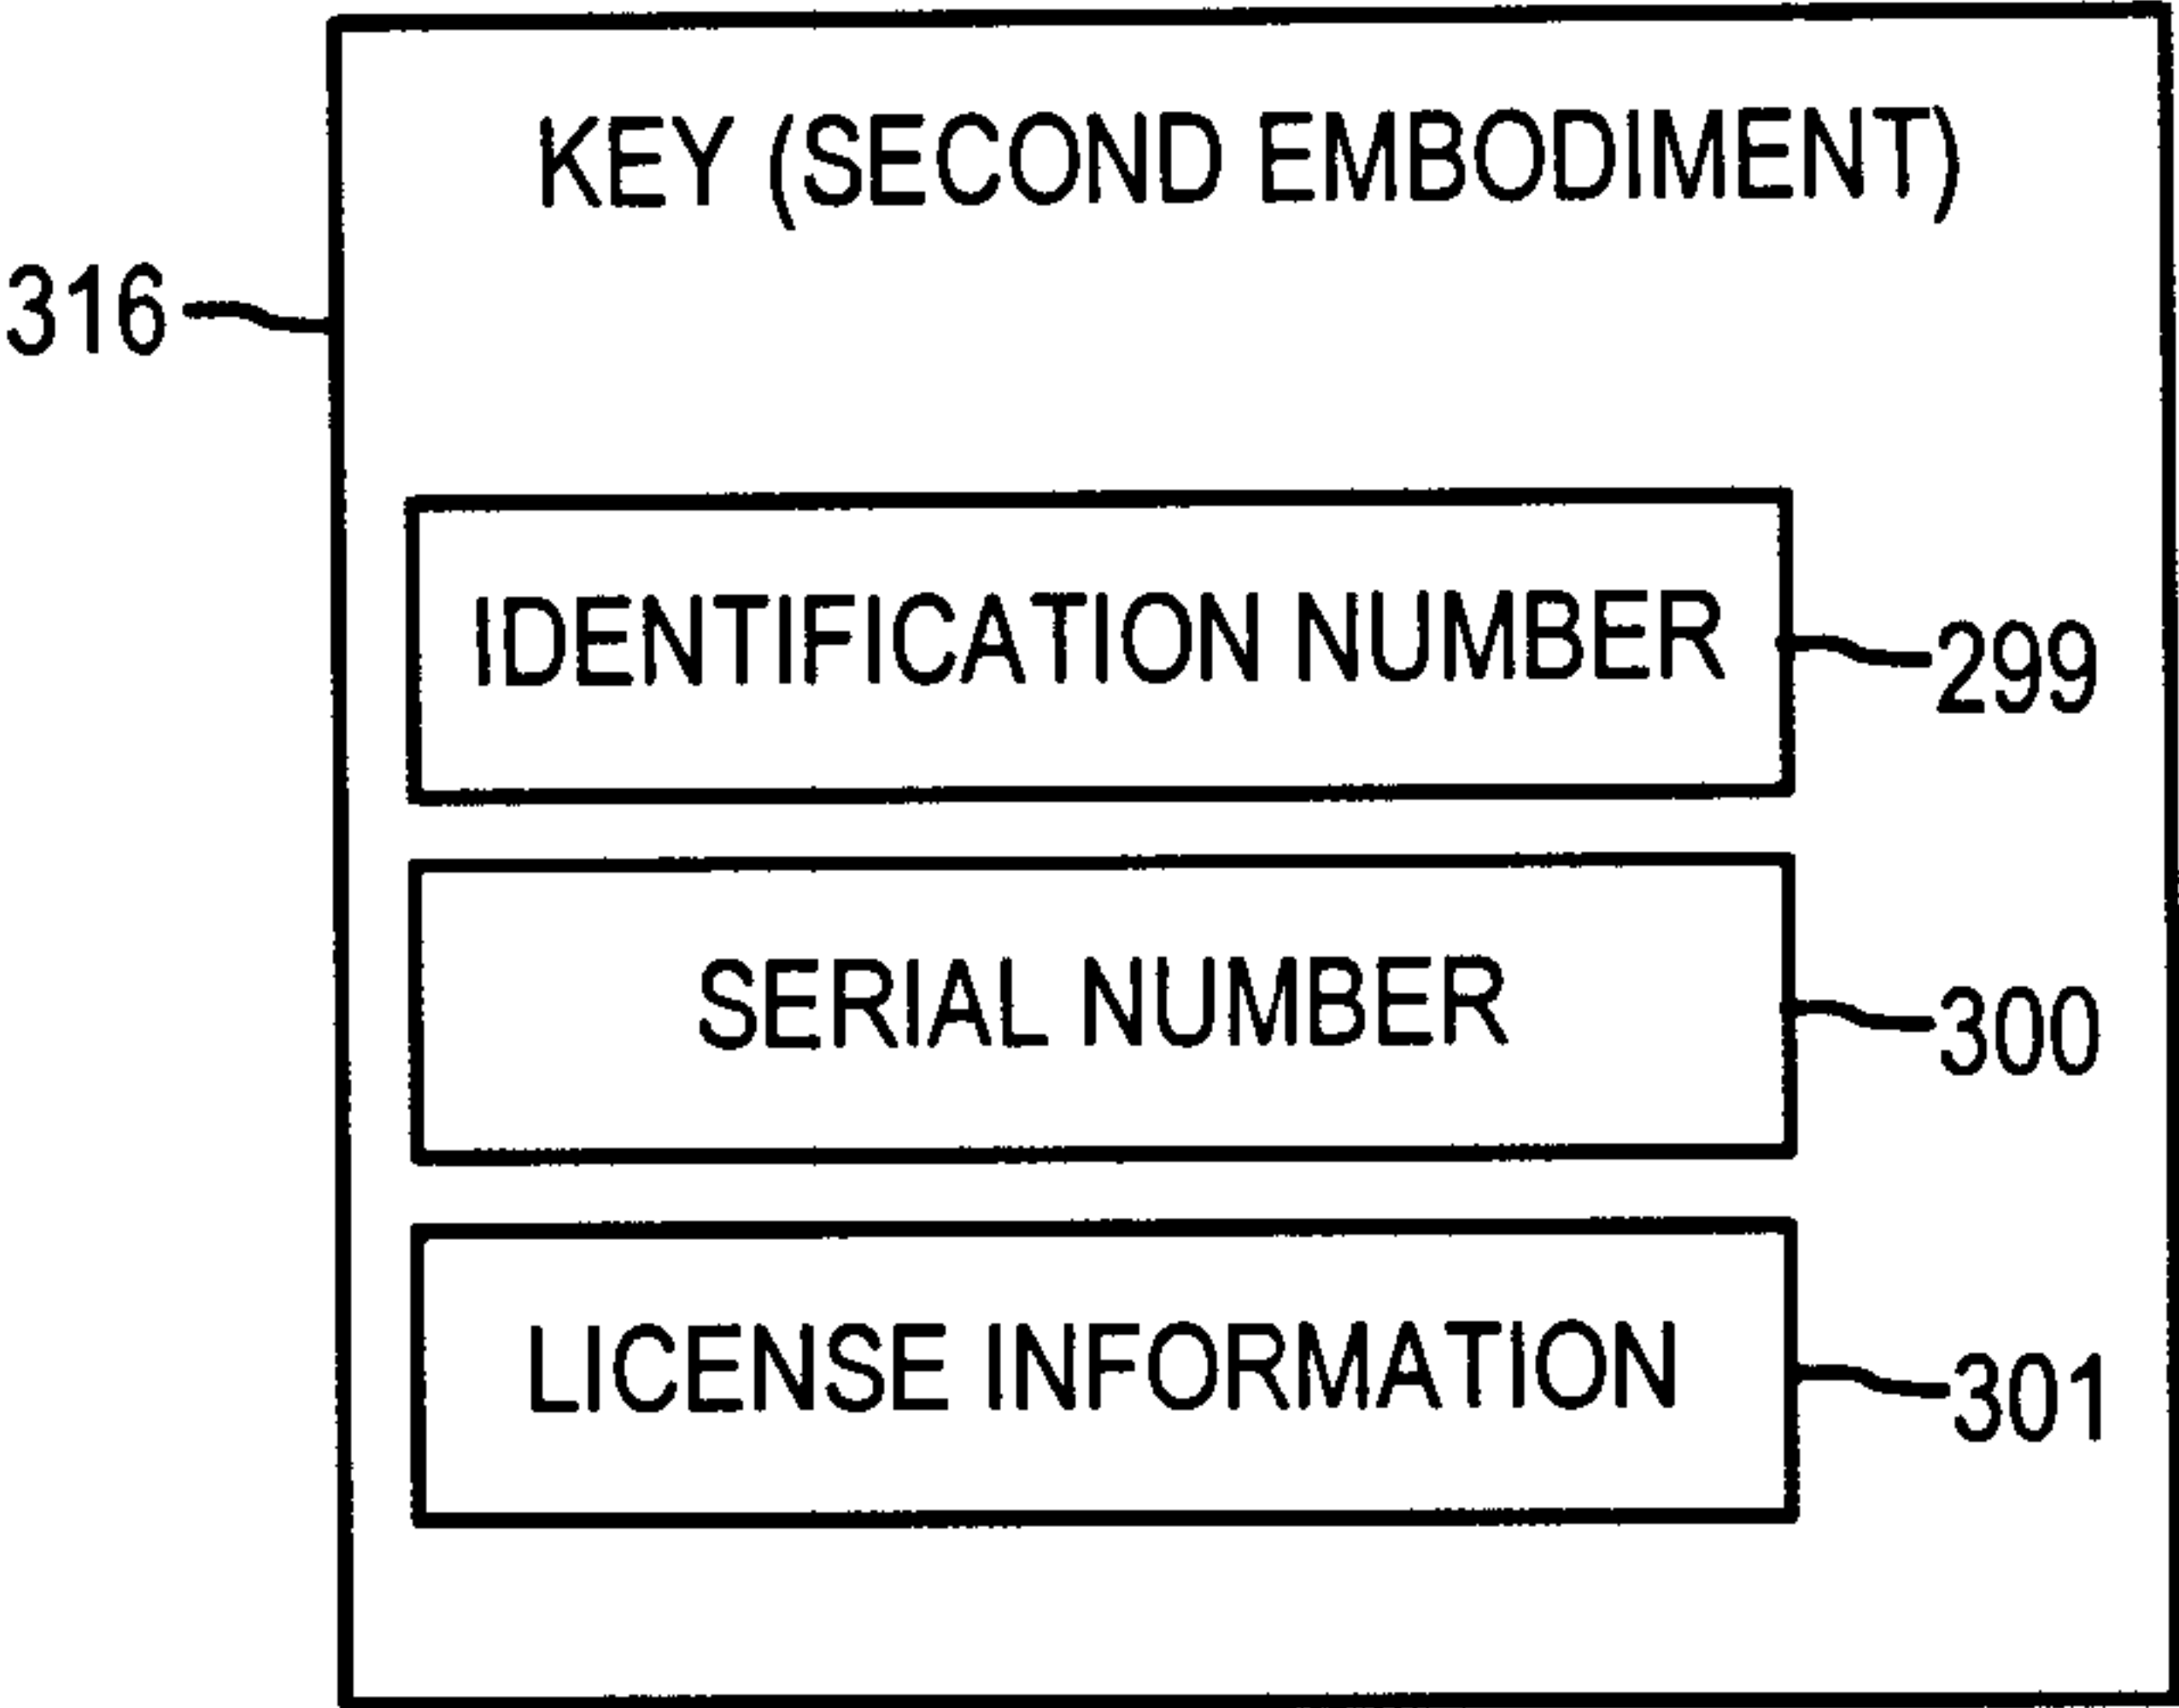 KEY (SECOND EMBODIMENT)
316
IDENTIFICATION NUMBER
299
SERIAL NUMBER
300
LICENSE INFORMATION
301